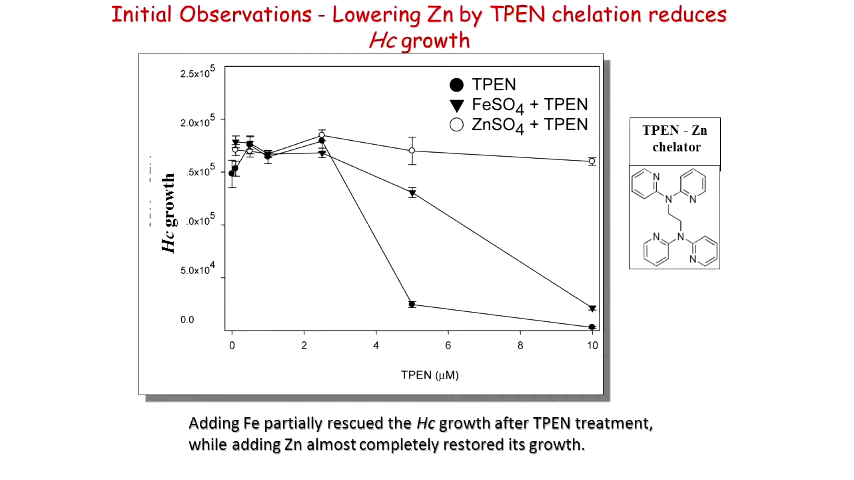 Initial Observations - Lowering Zn by TPEN chelation reduces
Hc growth
2.5x10⁵
2.0x10⁵
.5x10⁵
.0x10⁵
5.0x10⁴
0.0
Hc growth
TPEN
FeSO₄ + TPEN
ZnSO₄ + TPEN
0 2 4 6 8 10
TPEN (µM)
TPEN - Zn
chelator
N N
N
N
N
N
Adding Fe partially rescued the Hc growth after TPEN treatment,
while adding Zn almost completely restored its growth.